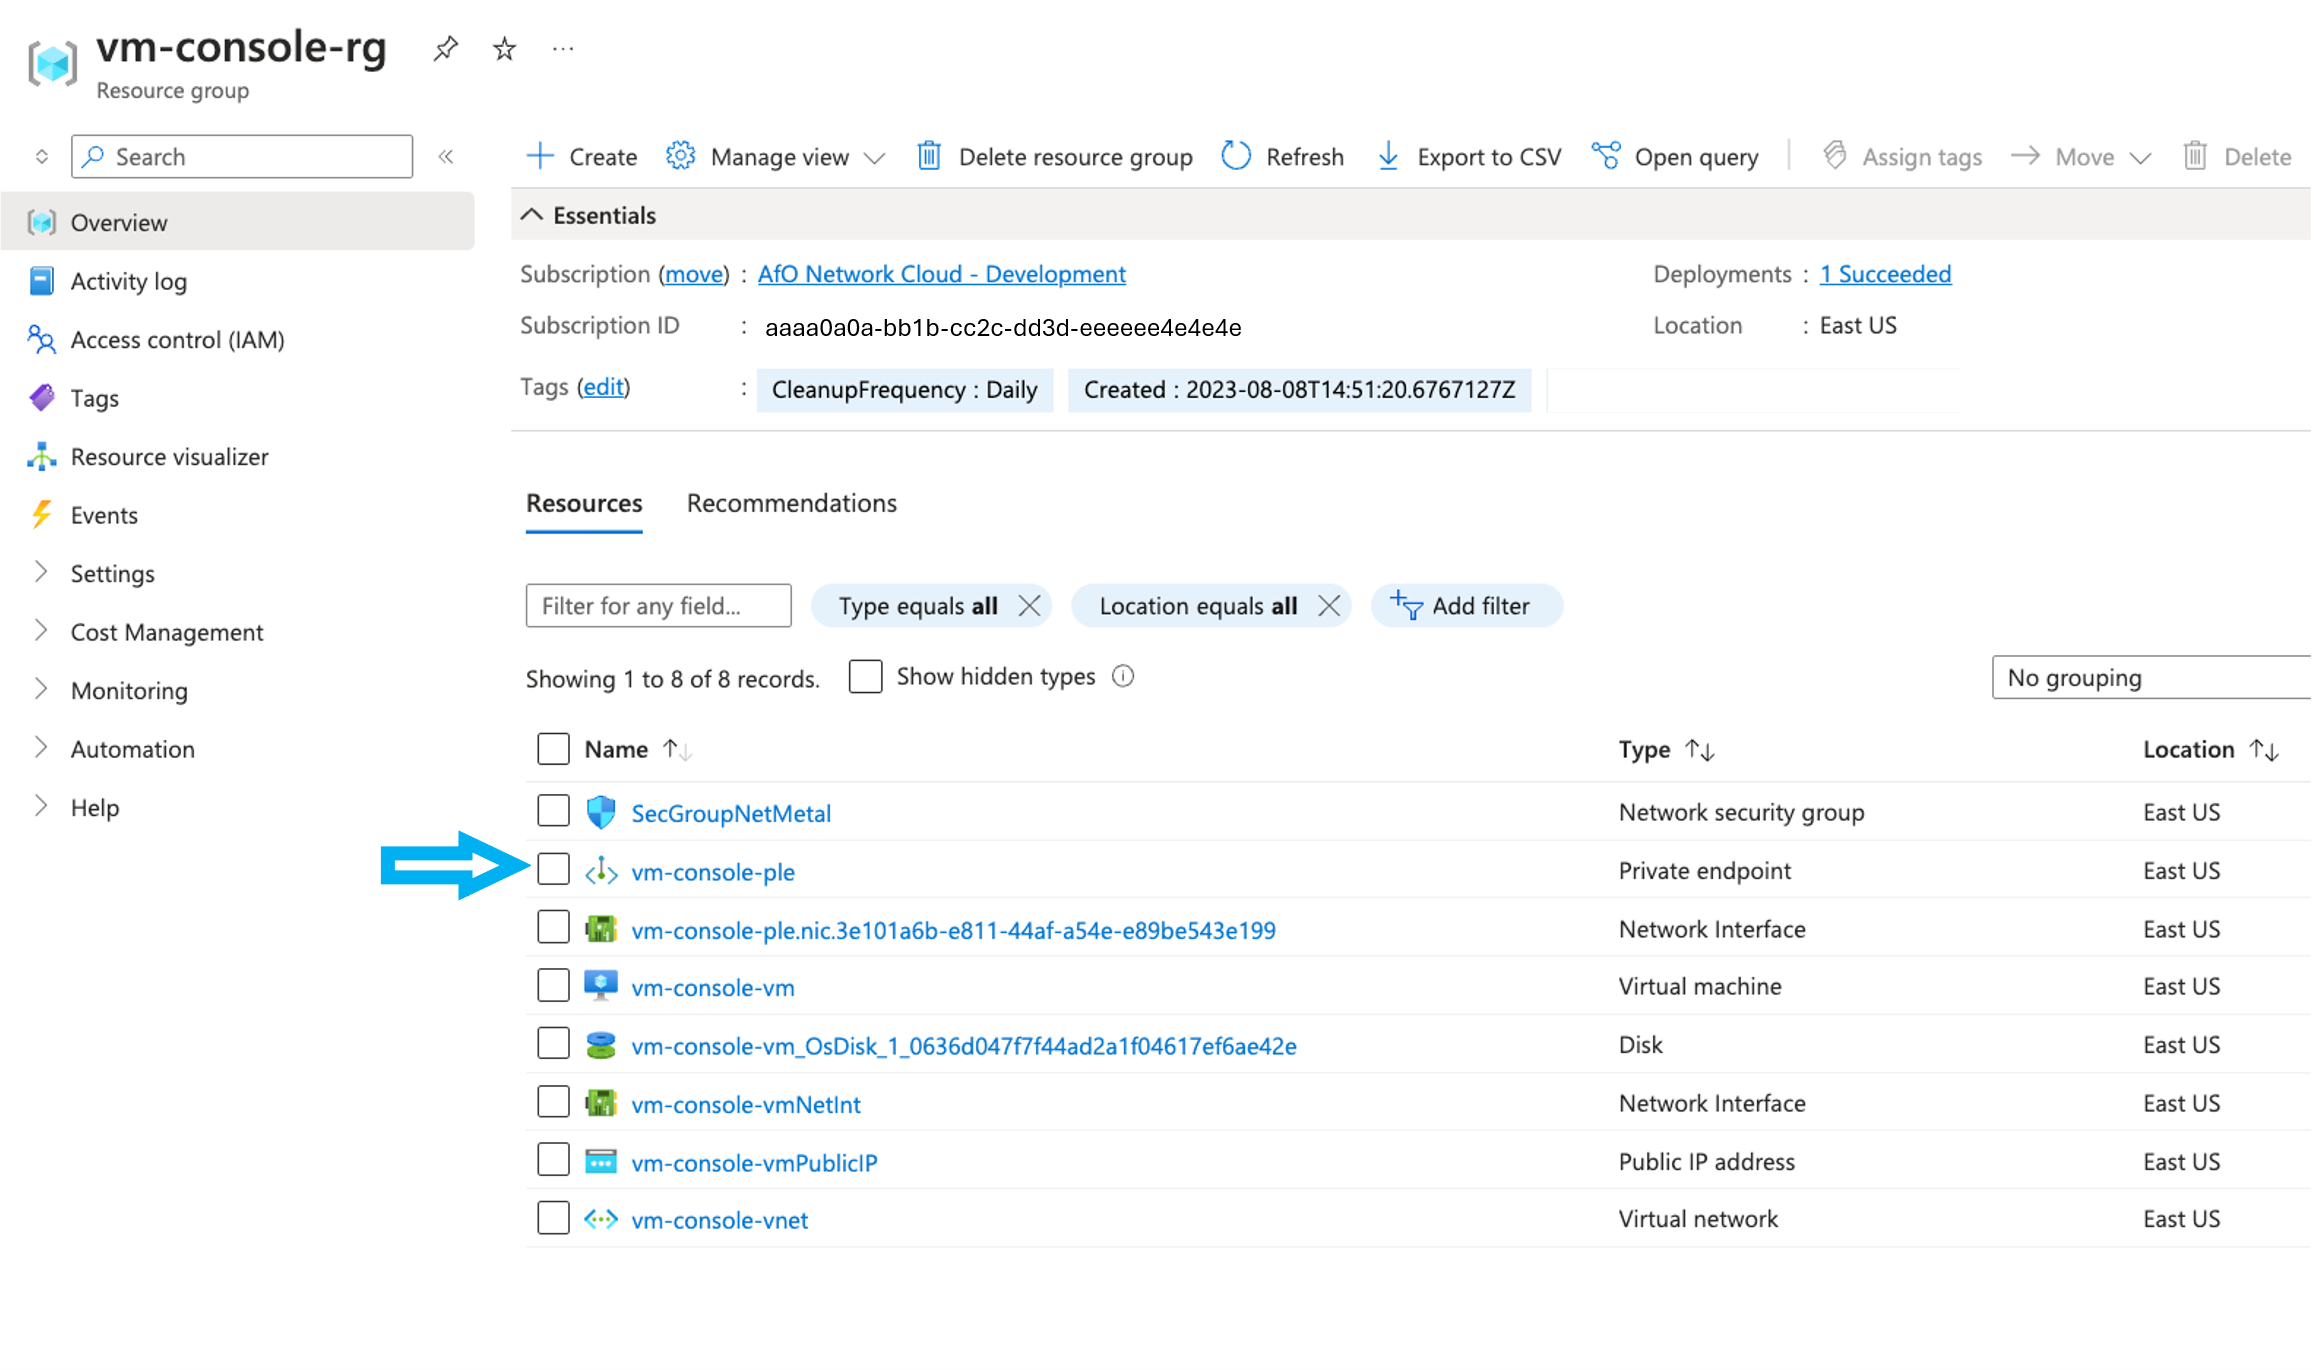 vm-console-rg ...
Resource group
Search «
Create Manage view Delete resource group Refresh Export to CSV Open query Assign tags Move Delete
Overview
Activity log
Access control (IAM)
Tags
Resource visualizer
Events
Settings
Cost Management
Monitoring
Automation
Help
Essentials
Subscription (move) : AfO Network Cloud - Development
Deployments : 1 Succeeded
Subscription ID : aaaa0a0a-bb1b-cc2c-dd3d-eeeeee4e4e4e
Location : East US
Tags (edit) : CleanupFrequency : Daily Created : 2023-08-08T14:51:20.6767127Z
Resources Recommendations
Filter for any field... Type equals all Location equals all Add filter
Showing 1 to 8 of 8 records. Show hidden types No grouping
Name Type Location
SecGroupNetMetal Network security group East US
vm-console-ple Private endpoint East US
vm-console-ple.nic.3e101a6b-e811-44af-a54e-e89be543e199 Network Interface East US
vm-console-vm Virtual machine East US
vm-console-vm_OsDisk_1_0636d047f7f44ad2a1f04617ef6ae42e Disk East US
vm-console-vmNetInt Network Interface East US
vm-console-vmPublicIP Public IP address East US
vm-console-vnet Virtual network East US